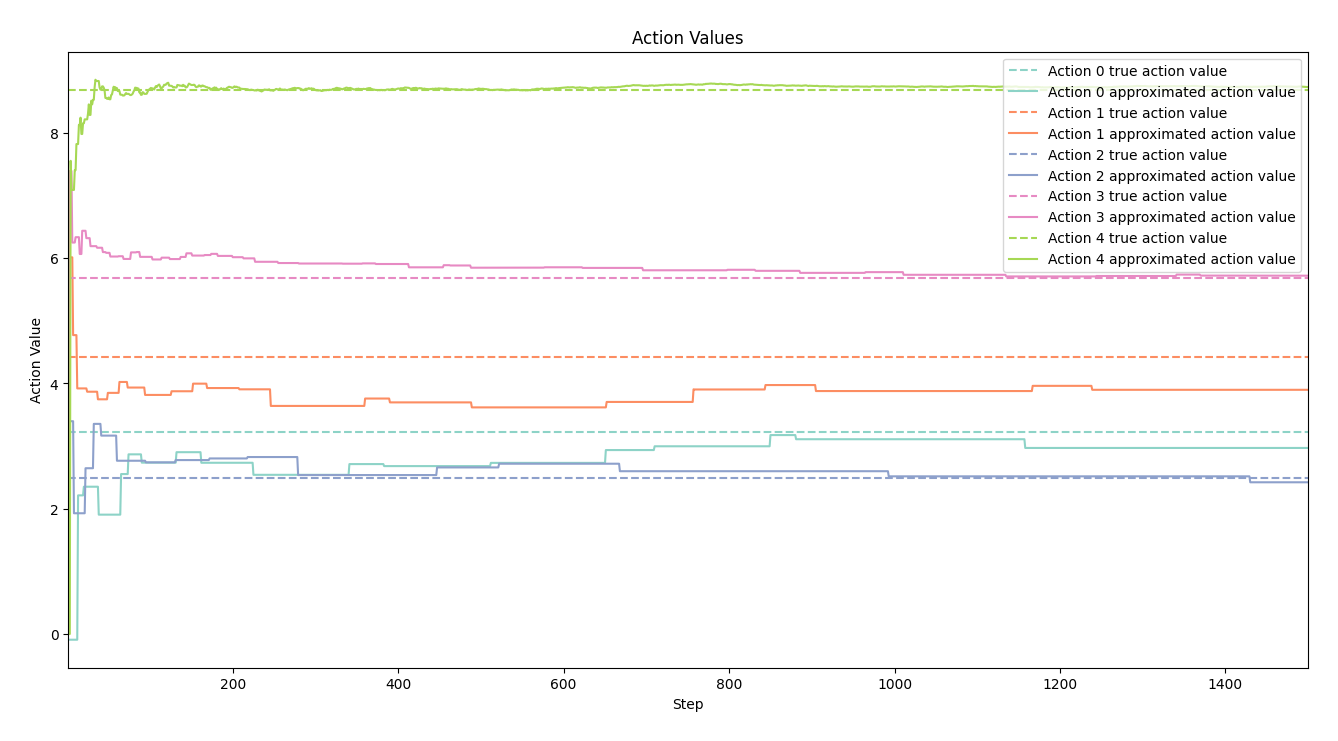 Action Values
Action 0 true action value
Action 0 approximated action value
Action 1 true action value
Action 1 approximated action value
Action 2 true action value
Action 2 approximated action value
Action 3 true action value
Action 3 approximated action value
Action 4 true action value
Action 4 approximated action value
Action Value
8
6
4
2
0
200 400 600 800 1000 1200 1400
Step